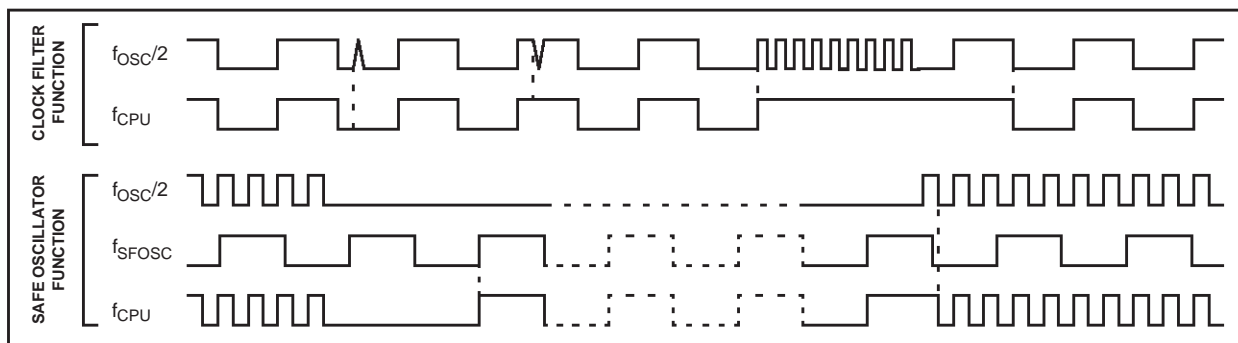 CLOCK FILTER
FUNCTION
fOSC/2
fCPU
SAFE OSCILLATOR
FUNCTION
fOSC/2
fSFOSC
fCPU